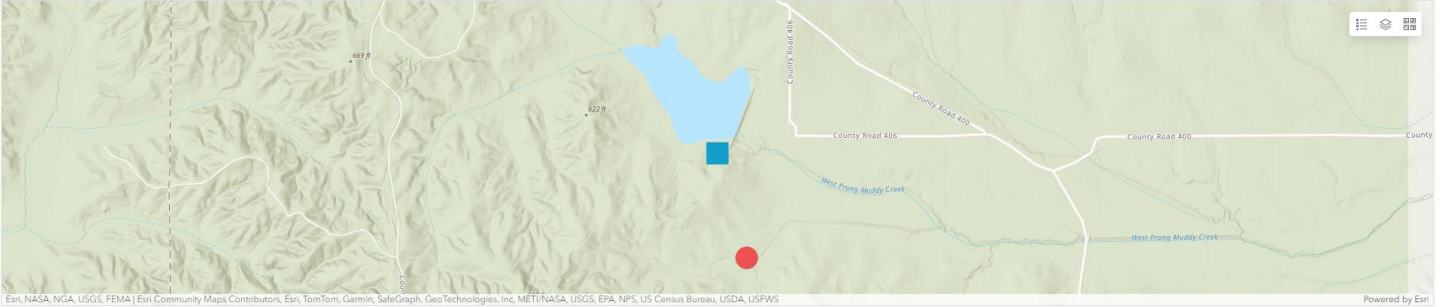 County Road 406
669 ft
622 ft
County Road 400
County Road 406
County Road 400
County
West Prong Muddy Creek
West Prong Muddy Creek
Coun
Esri, NASA, NGA, USGS, FEMA | Esri Community Maps Contributors, Esri, TomTom, Garmin, SafeGraph, GeoTechnologies, Inc, METI/NASA, USGS, EPA, NPS, US Census Bureau, USDA, USFWS
Powered by Esri